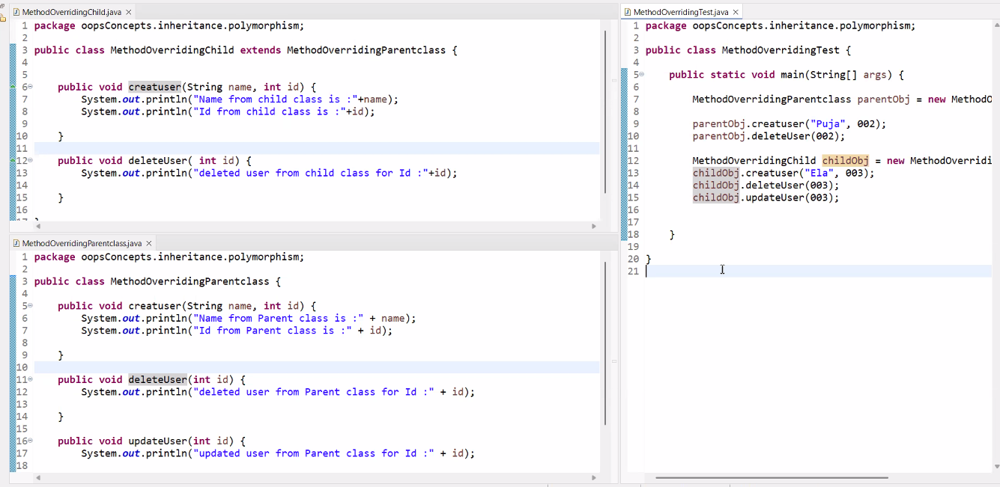 MethodOverridingChild.java
1 package oopsConcepts.inheritance.polymorphism;
2
3 public class MethodOverridingChild extends MethodOverridingParentclass {
4
5
6 public void creatuser(String name, int id) {
7 System.out.println("Name from child class is :"+name);
8 System.out.println("Id from child class is :"+id);
9
10 }
11
12 public void deleteUser( int id) {
13 System.out.println("deleted user from child class for Id :"+id);
14
15 }
16
MethodOverridingParentclass.java
1 package oopsConcepts.inheritance.polymorphism;
2
3 public class MethodOverridingParentclass {
4
5 public void creatuser(String name, int id) {
6 System.out.println("Name from Parent class is :" + name);
7 System.out.println("Id from Parent class is :" + id);
8
9 }
10
11 public void deleteUser(int id) {
12 System.out.println("deleted user from Parent class for Id :" + id);
13
14 }
15
16 public void updateUser(int id) {
17 System.out.println("updated user from Parent class for Id :" + id);
18
MethodOverridingTest.java
1 package oopsConcepts.inheritance.polymorphism;
2
3 public class MethodOverridingTest {
4
5 public static void main(String[] args) {
6
7 MethodOverridingParentclass parentObj = new MethodO
8
9 parentObj.creatuser("Puja", 002);
10 parentObj.deleteUser(002);
11
12 MethodOverridingChild childObj = new MethodOverridi
13 childObj.creatuser("Ela", 003);
14 childObj.deleteUser(003);
15 childObj.updateUser(003);
16
17
18 }
19
20 }
21